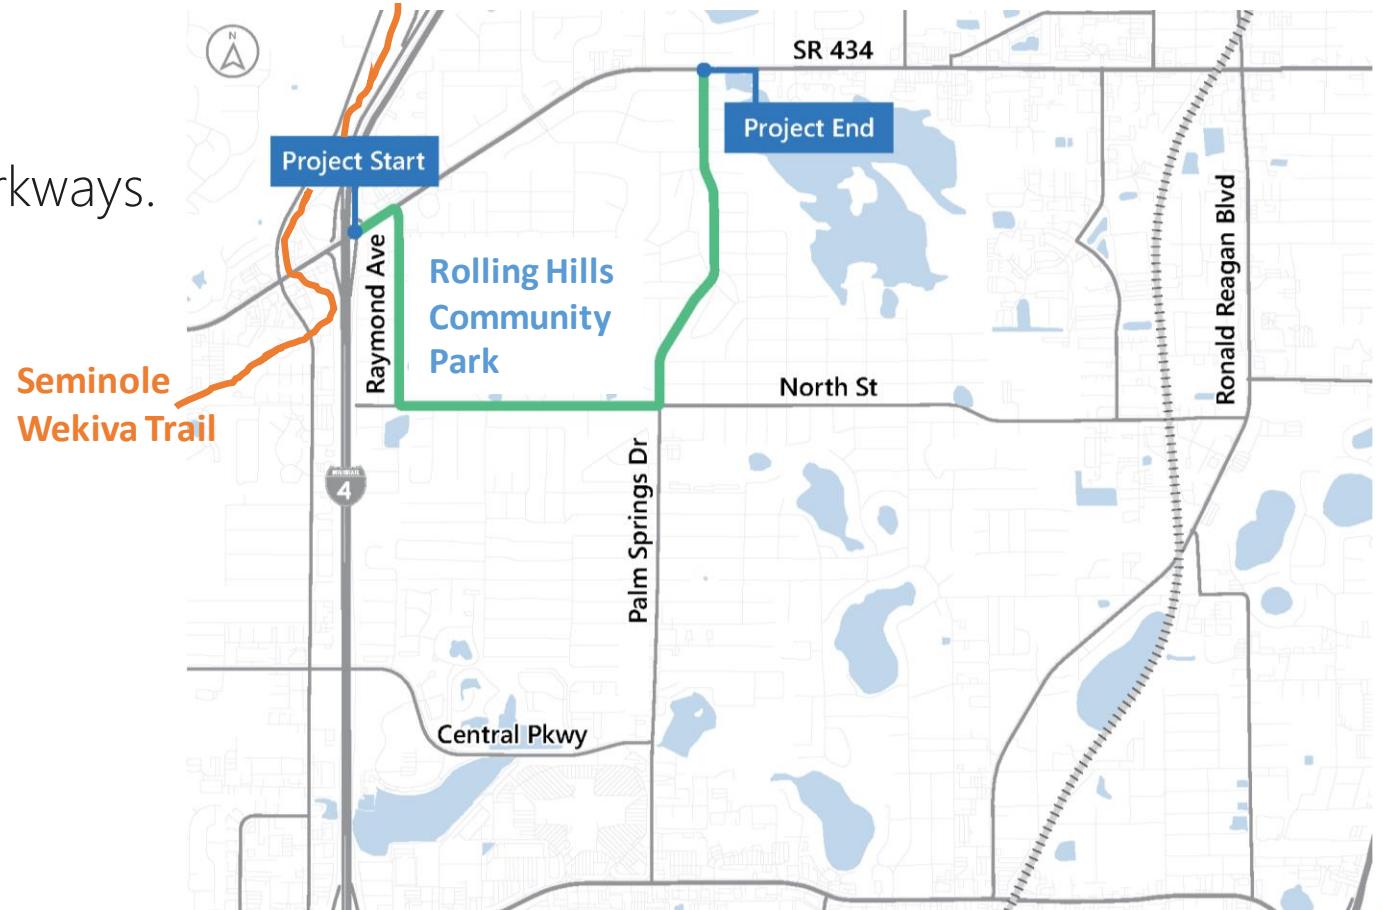 N
SR 434
Project End
Project Start
rkways.
Raymond Ave
Rolling Hills
Community
Park
Ronald Reagan Blvd
Seminole
Wekiva Trail
North St
Palm Springs Dr
4
Central Pkwy